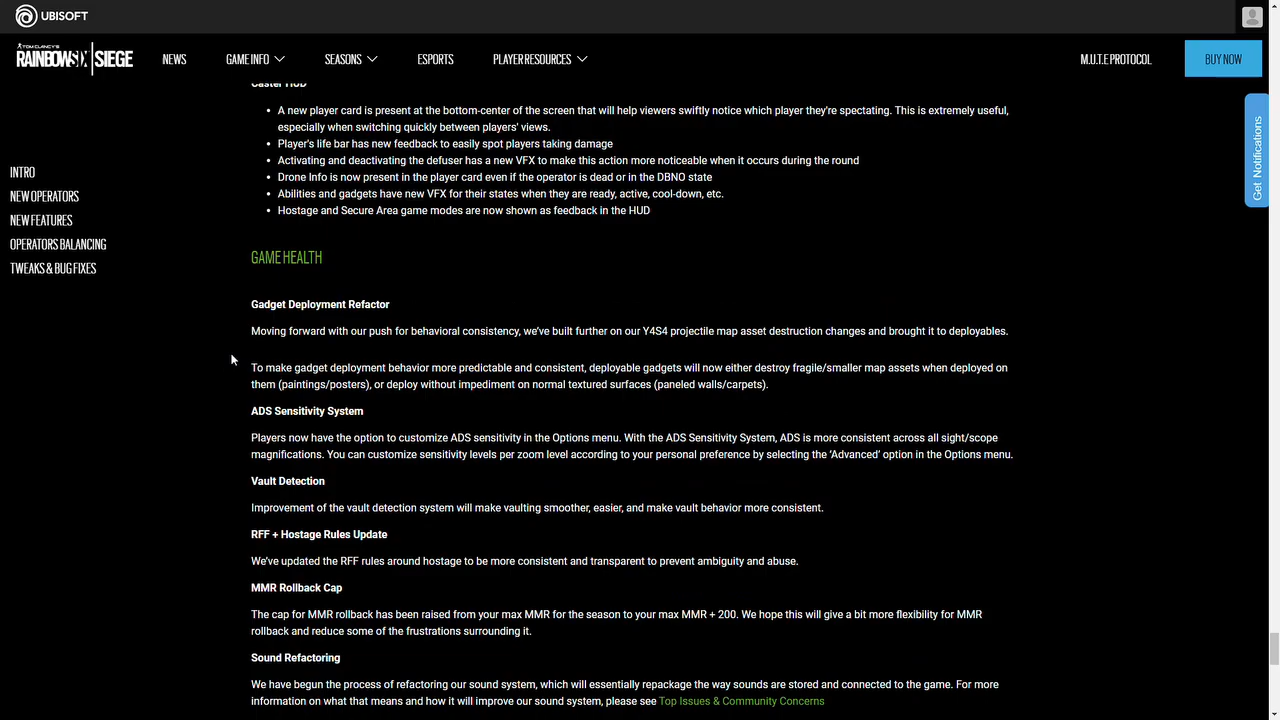 UBISOFT
TOM CLANCY'S
RAINBOWSIX|SIEGE
NEWS
GAME INFO
SEASONS
ESPORTS
PLAYER RESOURCES
M.U.T.E PROTOCOL
BUY NOW
Get Notifications
INTRO
NEW OPERATORS
NEW FEATURES
OPERATORS BALANCING
TWEAKS & BUG FIXES
Caster HUD
• A new player card is present at the bottom-center of the screen that will help viewers swiftly notice which player they're spectating. This is extremely useful,
especially when switching quickly between players' views.
• Player's life bar has new feedback to easily spot players taking damage
• Activating and deactivating the defuser has a new VFX to make this action more noticeable when it occurs during the round
• Drone Info is now present in the player card even if the operator is dead or in the DBNO state
• Abilities and gadgets have new VFX for their states when they are ready, active, cool-down, etc.
• Hostage and Secure Area game modes are now shown as feedback in the HUD
GAME HEALTH
Gadget Deployment Refactor
Moving forward with our push for behavioral consistency, we've built further on our Y4S4 projectile map asset destruction changes and brought it to deployables.
To make gadget deployment behavior more predictable and consistent, deployable gadgets will now either destroy fragile/smaller map assets when deployed on
them (paintings/posters), or deploy without impediment on normal textured surfaces (paneled walls/carpets).
ADS Sensitivity System
Players now have the option to customize ADS sensitivity in the Options menu. With the ADS Sensitivity System, ADS is more consistent across all sight/scope
magnifications. You can customize sensitivity levels per zoom level according to your personal preference by selecting the 'Advanced' option in the Options menu.
Vault Detection
Improvement of the vault detection system will make vaulting smoother, easier, and make vault behavior more consistent.
RFF + Hostage Rules Update
We've updated the RFF rules around hostage to be more consistent and transparent to prevent ambiguity and abuse.
MMR Rollback Cap
The cap for MMR rollback has been raised from your max MMR for the season to your max MMR + 200. We hope this will give a bit more flexibility for MMR
rollback and reduce some of the frustrations surrounding it.
Sound Refactoring
We have begun the process of refactoring our sound system, which will essentially repackage the way sounds are stored and connected to the game. For more
information on what that means and how it will improve our sound system, please see Top Issues & Community Concerns